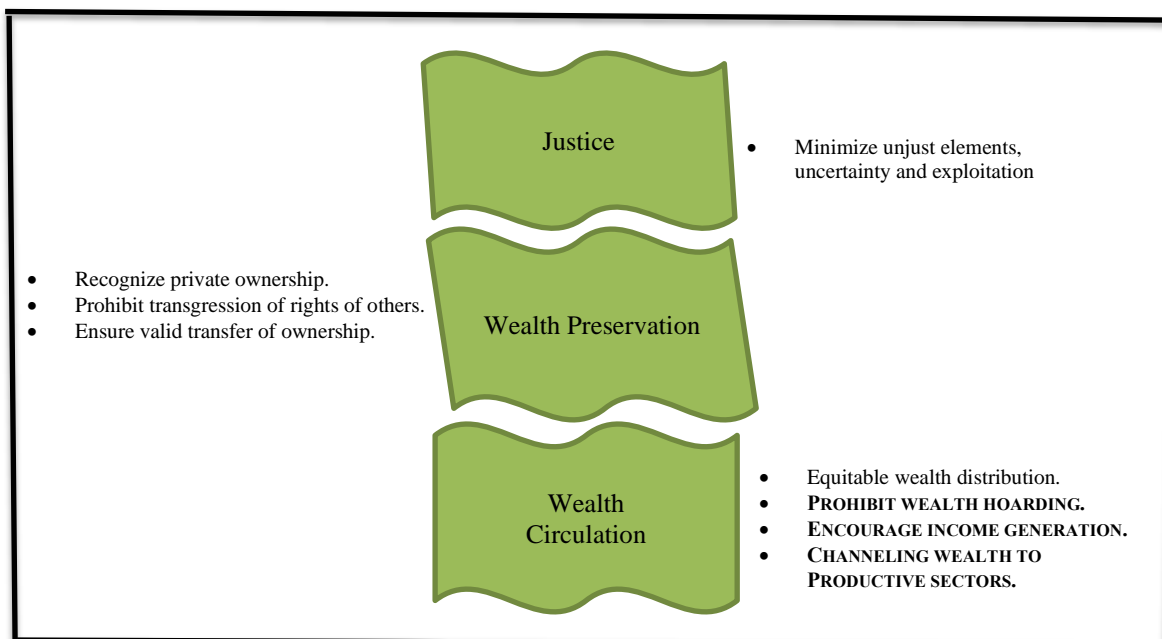 Justice
• Minimize unjust elements,
uncertainty and exploitation
• Recognize private ownership.
• Prohibit transgression of rights of others.
• Ensure valid transfer of ownership.
Wealth Preservation
Wealth
Circulation
• Equitable wealth distribution.
• PROHIBIT WEALTH HOARDING.
• ENCOURAGE INCOME GENERATION.
• CHANNELING WEALTH TO
PRODUCTIVE SECTORS.